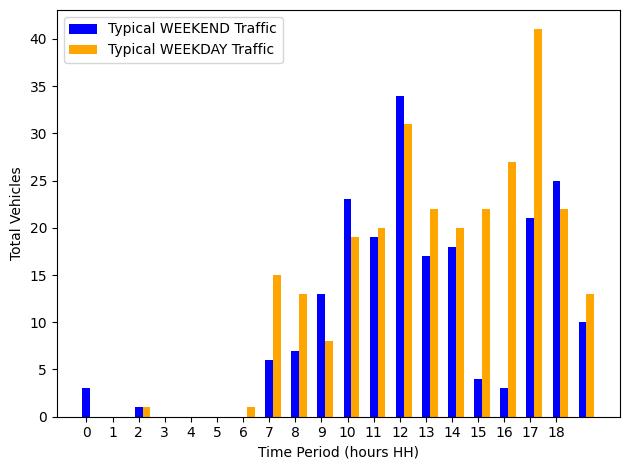 Typical WEEKEND Traffic
Typical WEEKDAY Traffic
40
35
30
25
20
15
10
5
0
Total Vehicles
0 1 2 3 4 5 6 7 8 9 10 11 12 13 14 15 16 17 18
Time Period (hours HH)